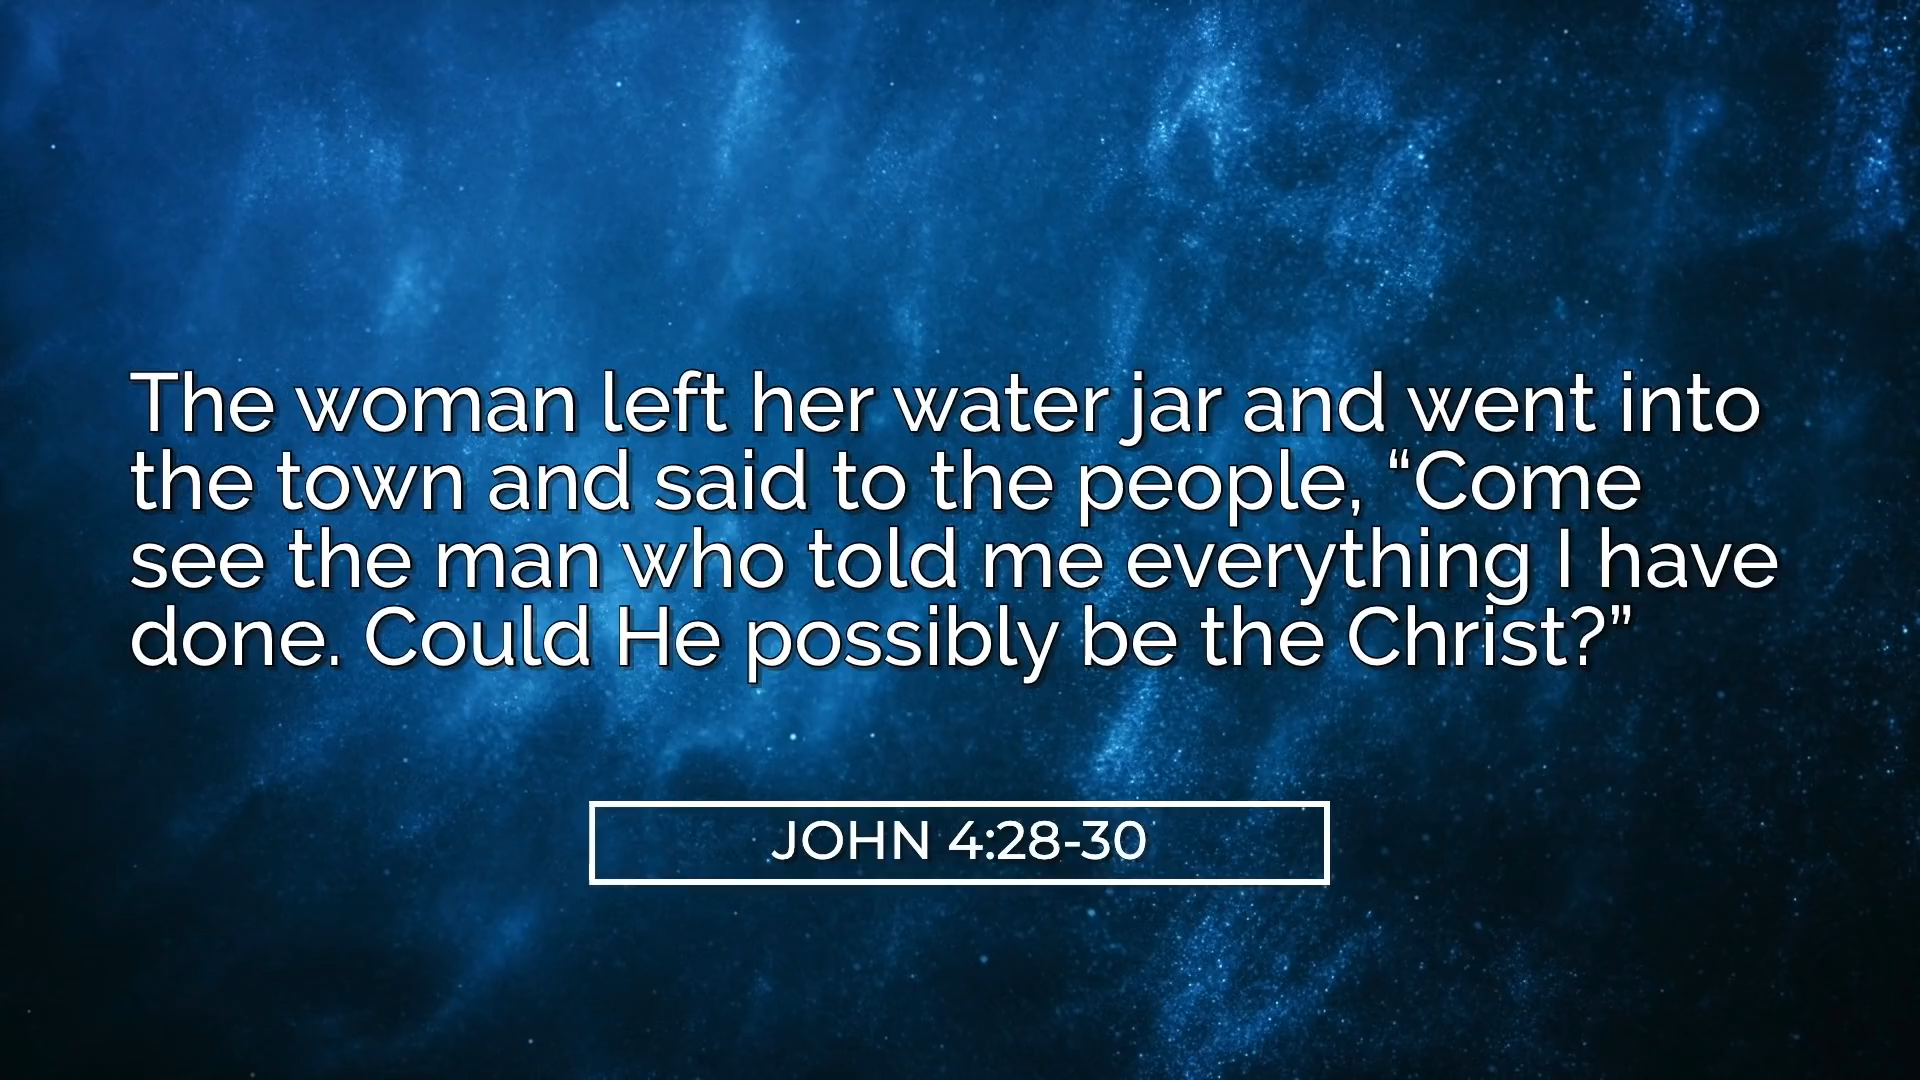 The woman left her water jar and went into
the town and said to the people, “Come
see the man who told me everything I have
done. Could He possibly be the Christ?”
JOHN 4:28-30